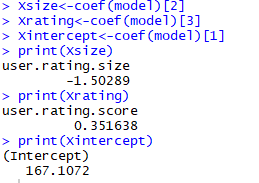 > Xsize<-coef(model)[2]
> Xrating<-coef(model)[3]
> Xintercept<-coef(model)[1]
> print(Xsize)
user.rating.size
-1.50289
> print(Xrating)
user.rating.score
0.351638
> print(Xintercept)
(Intercept)
167.1072